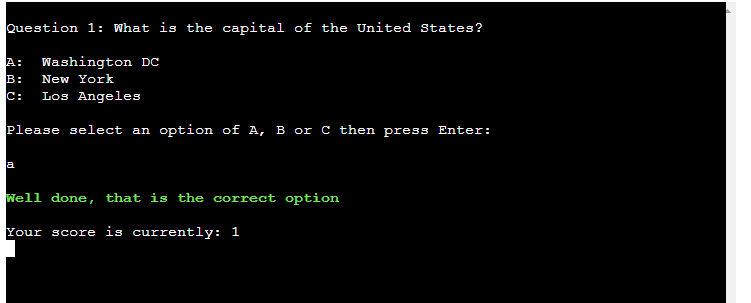 Question 1: What is the capital of the United States?
A:  Washington DC
B:  New York
C:  Los Angeles
Please select an option of A, B or C then press Enter:
a
Well done, that is the correct option
Your score is currently: 1